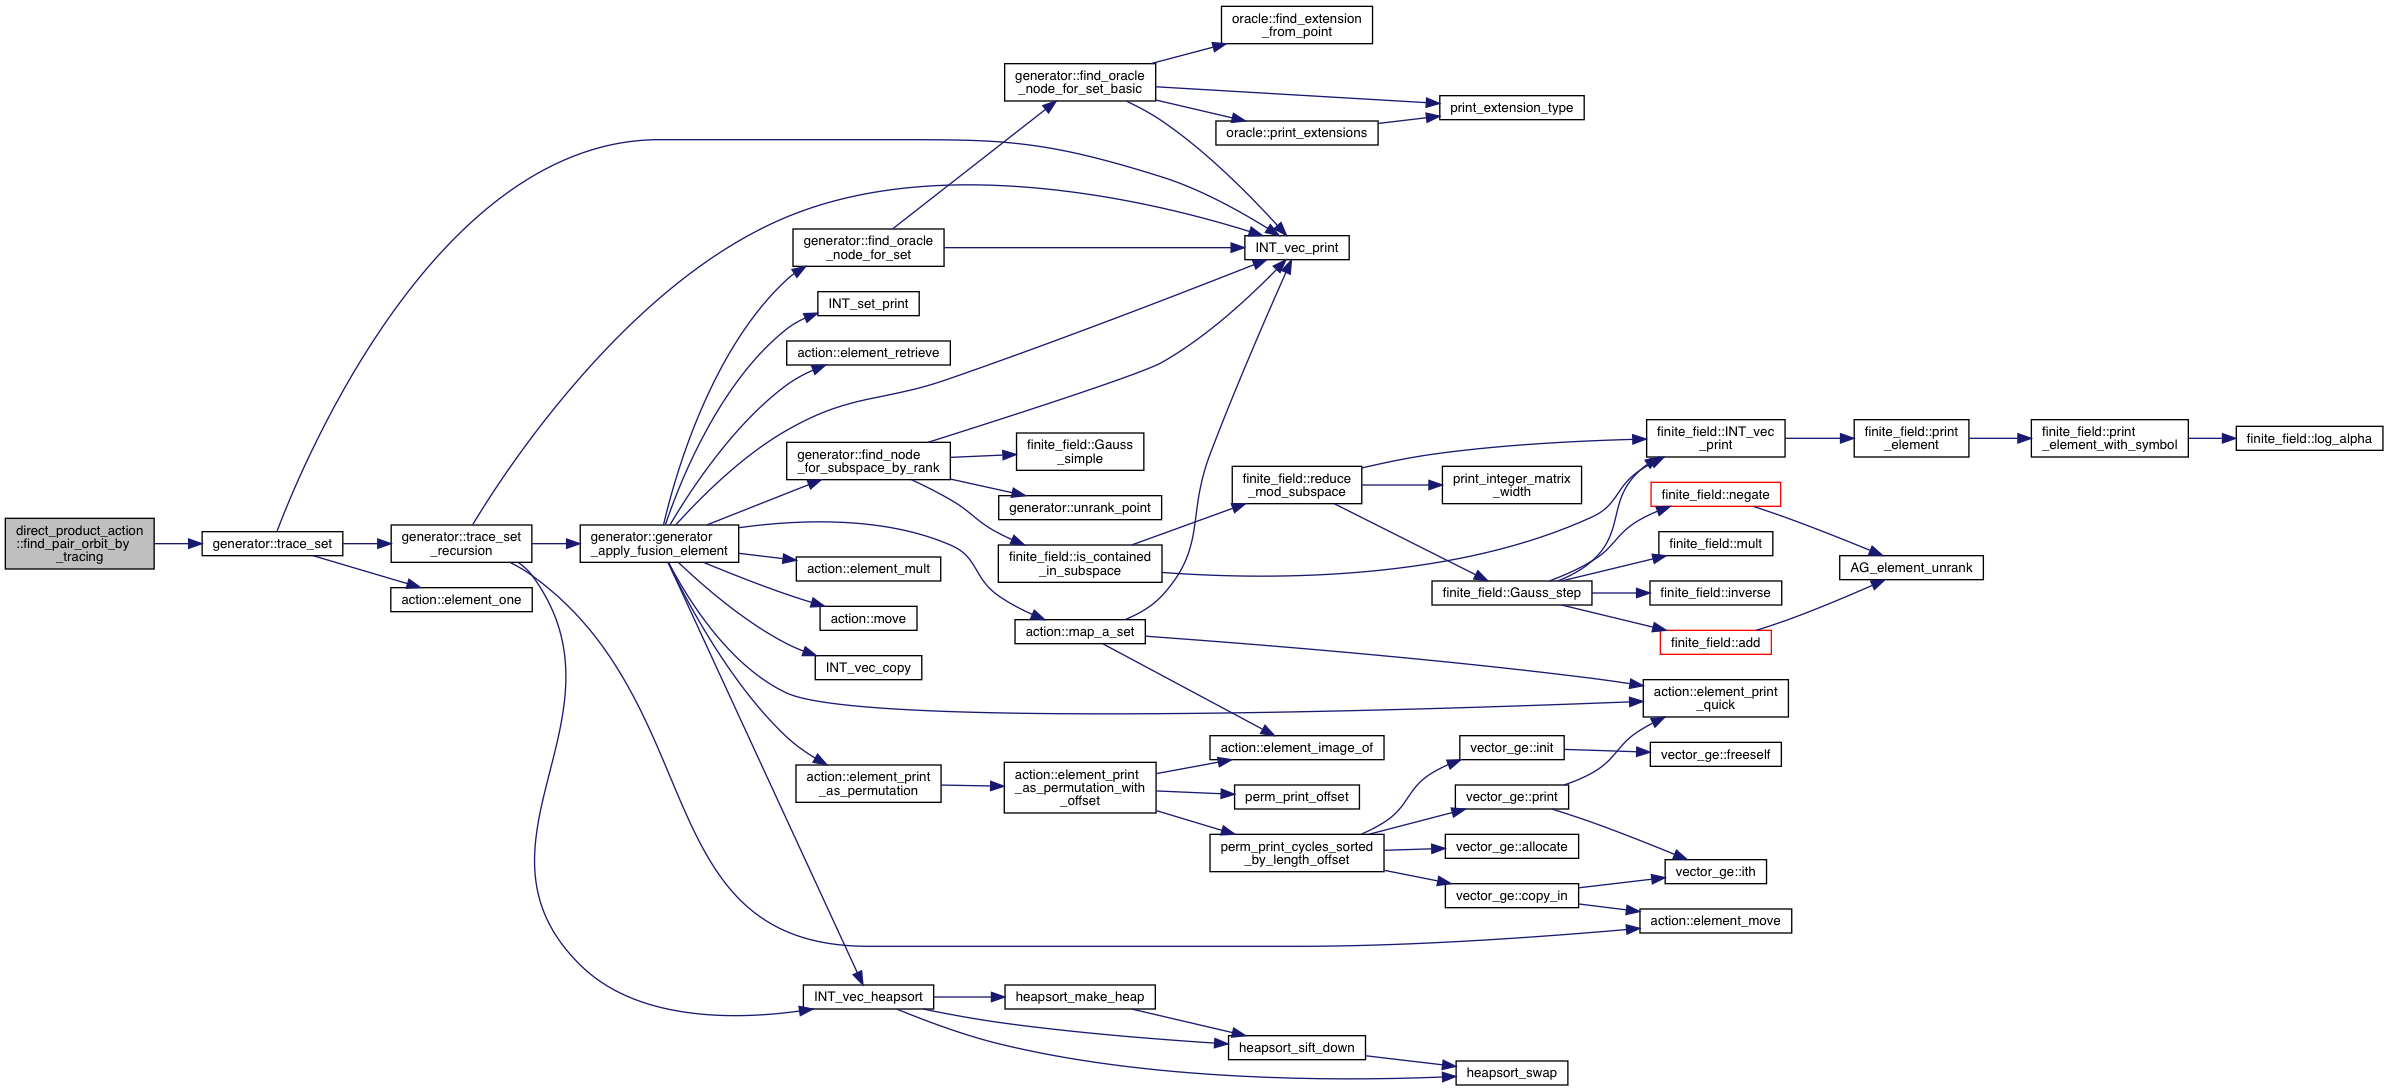 direct_product_action
::find_pair_orbit_by
_tracing
generator::trace_set
generator::trace_set
_recursion
action::element_one
generator::generator
_apply_fusion_element
generator::find_oracle
_node_for_set
INT_set_print
action::element_retrieve
generator::find_node
_for_subspace_by_rank
action::element_mult
action::move
INT_vec_copy
action::element_print
_as_permutation
INT_vec_heapsort
generator::find_oracle
_node_for_set_basic
finite_field::Gauss
_simple
generator::unrank_point
finite_field::is_contained
_in_subspace
action::map_a_set
action::element_print
_as_permutation_with
_offset
heapsort_make_heap
oracle::find_extension
_from_point
oracle::print_extensions
INT_vec_print
finite_field::reduce
_mod_subspace
action::element_image_of
perm_print_offset
perm_print_cycles_sorted
_by_length_offset
heapsort_sift_down
print_extension_type
print_integer_matrix
_width
finite_field::Gauss_step
vector_ge::init
vector_ge::print
vector_ge::allocate
vector_ge::copy_in
heapsort_swap
finite_field::INT_vec
_print
finite_field::negate
finite_field::mult
finite_field::inverse
finite_field::add
action::element_print
_quick
vector_ge::freeself
vector_ge::ith
action::element_move
finite_field::print
_element
AG_element_unrank
finite_field::print
_element_with_symbol
finite_field::log_alpha